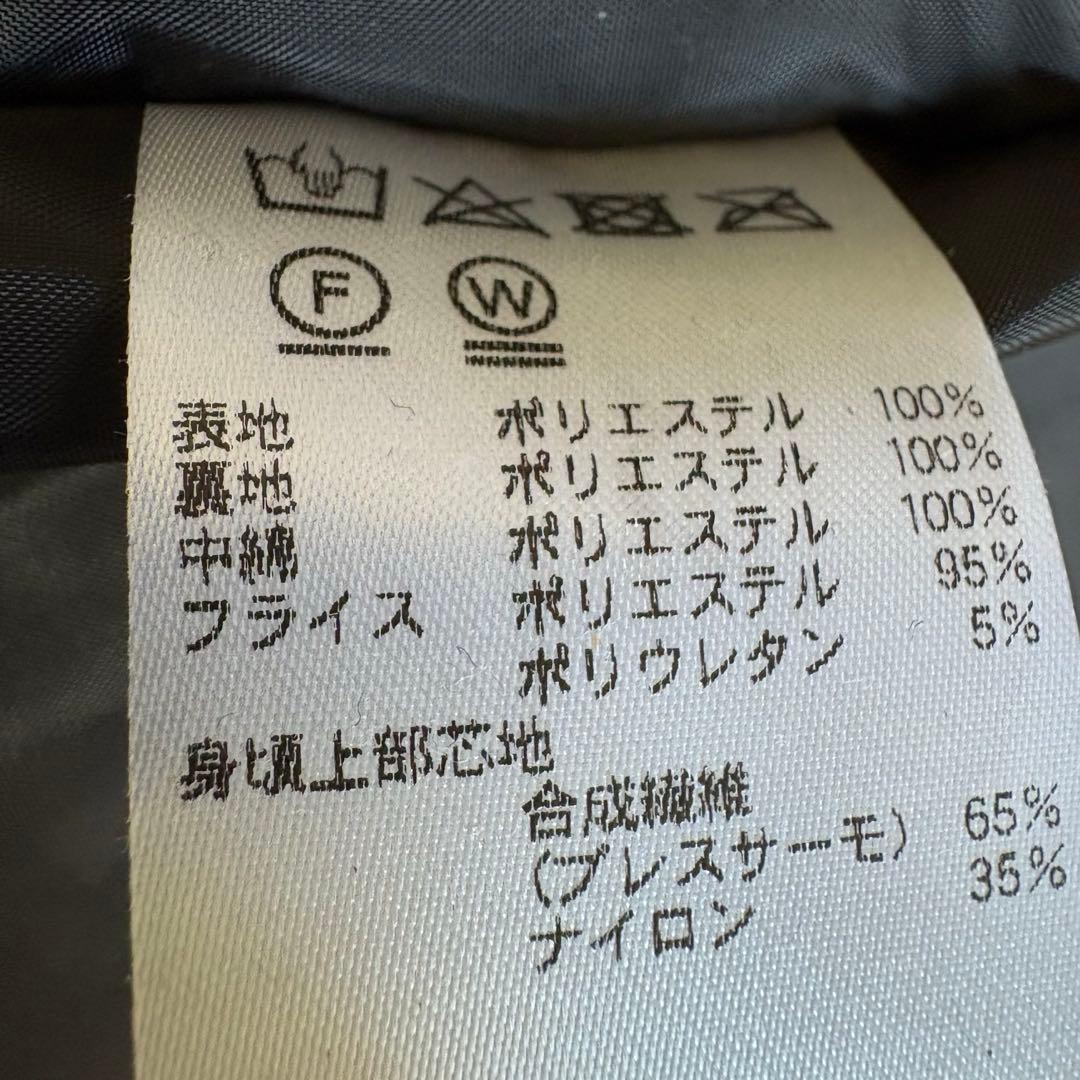 F W
表地 ポリエステル 100%
裏地 ポリエステル 100%
中綿 ポリエステル 100%
フライス ポリエステル 95%
ポリウレタン 5%
身頃上部芯地
合成繊維
(ブレスサーモ) 65%
ナイロン 35%